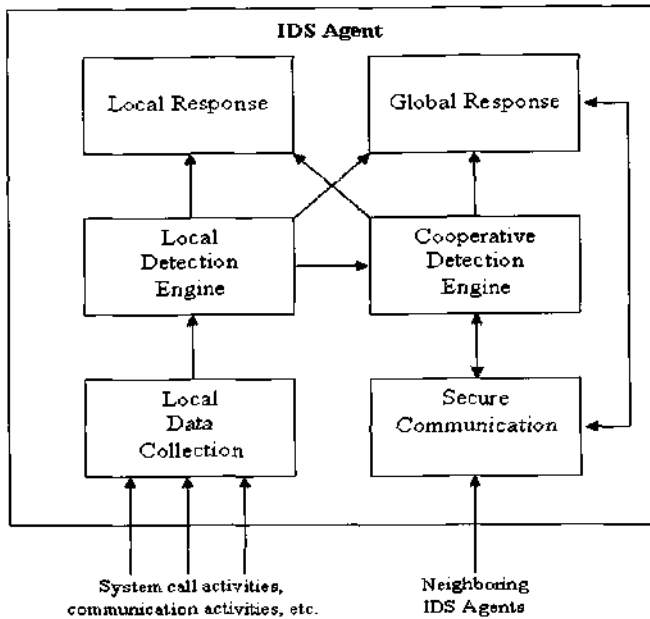 IDS Agent
Local Response
Global Response
Local
Detection
Engine
Cooperative
Detection
Engine
Local
Data
Collection
Secure
Communication
System call activities,
communication activities, etc.
Neighboring
IDS Agents